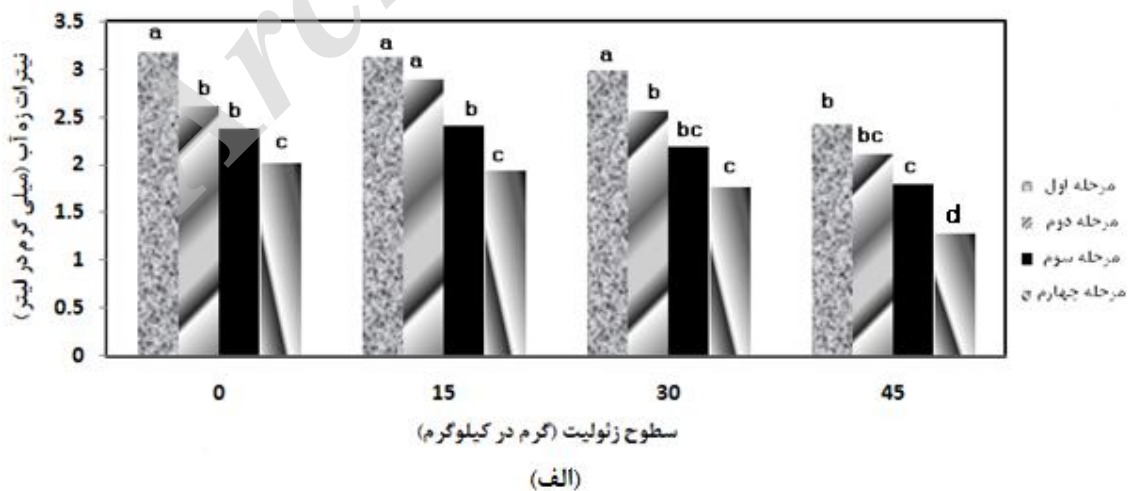 نیترات زه آب (میلی گرم در لیتر)
3.5
3
2.5
2
1.5
1
0.5
0
a b b c
a a b c
a b bc c
b bc c d
0 15 30 45
سطوح زئولیت (گرم در کیلوگرم)
مرحله اول
مرحله دوم
مرحله سوم
مرحله چهارم
(الف)
Arc